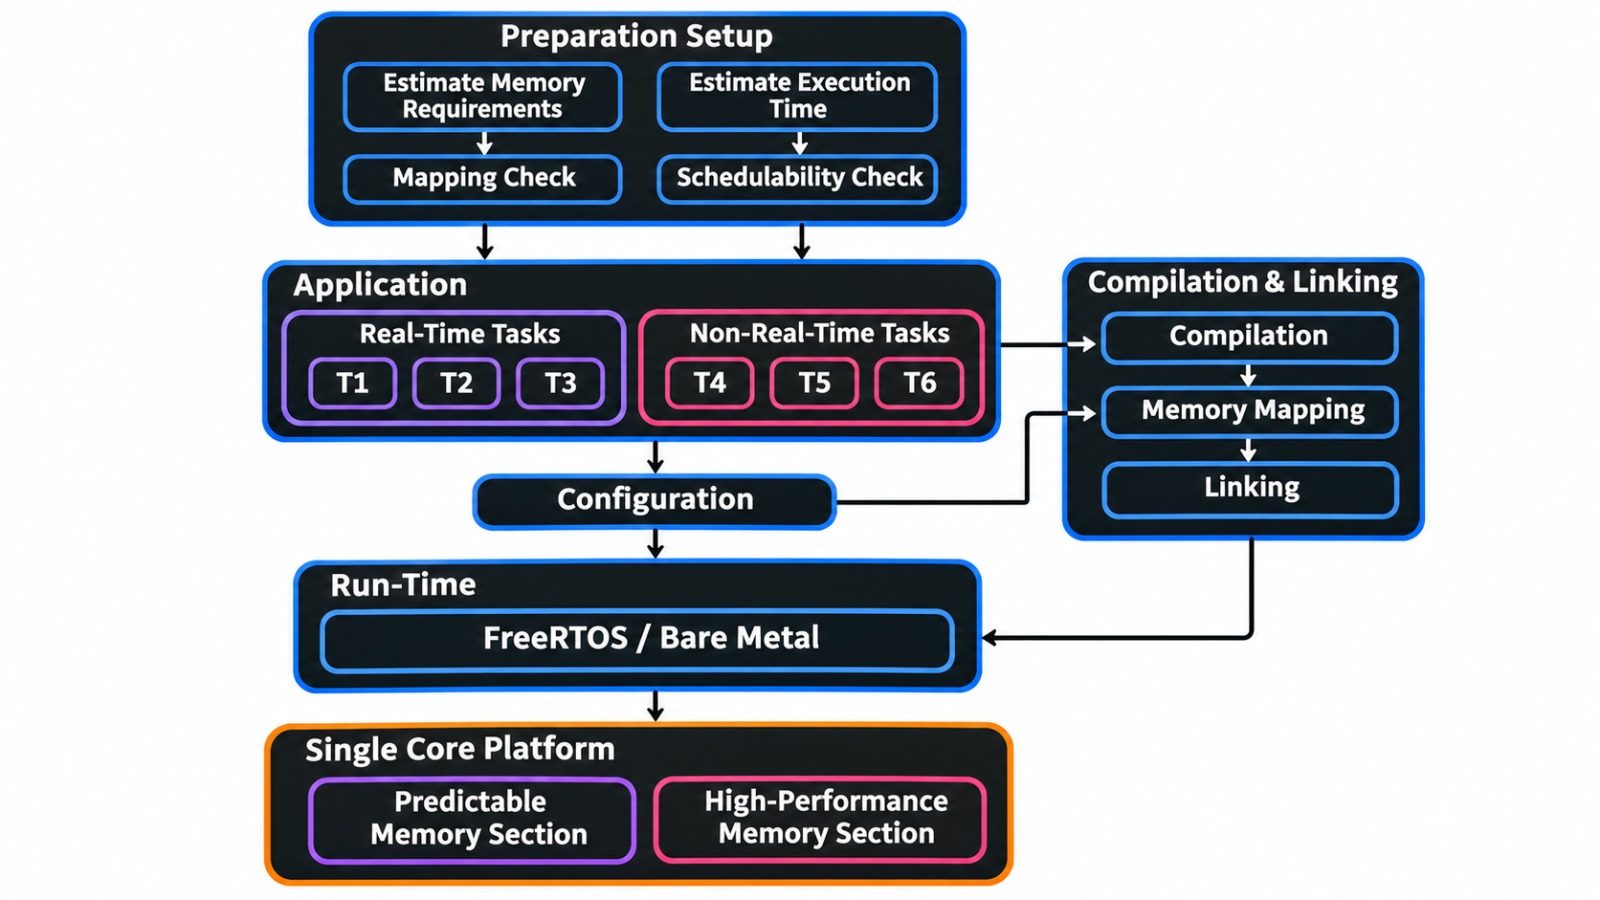 Preparation Setup
Estimate Memory
Requirements
Estimate Execution
Time
Mapping Check
Schedulability Check
Application
Real-Time Tasks
T1
T2
T3
Non-Real-Time Tasks
T4
T5
T6
Compilation & Linking
Compilation
Memory Mapping
Linking
Configuration
Run-Time
FreeRTOS / Bare Metal
Single Core Platform
Predictable
Memory Section
High-Performance
Memory Section